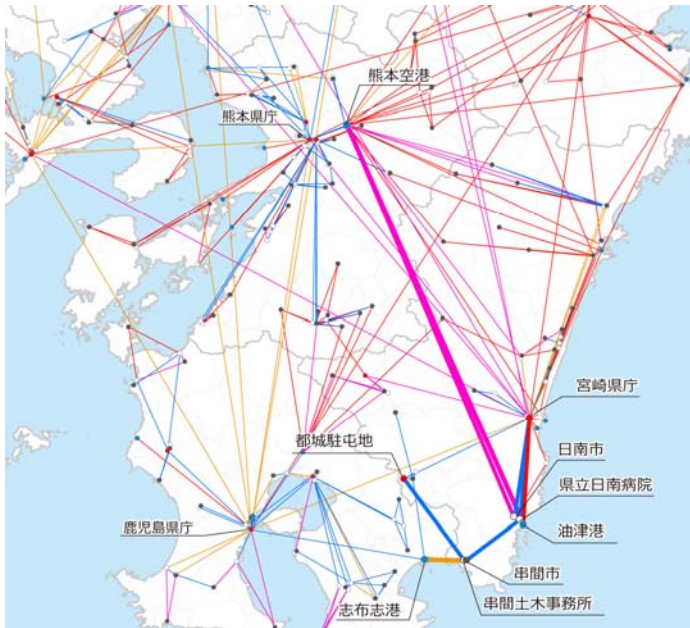 熊本空港
熊本県庁
宮崎県庁
都城駐屯地
日南市
県立日南病院
鹿児島県庁
油津港
串間市
志布志港
串間土木事務所